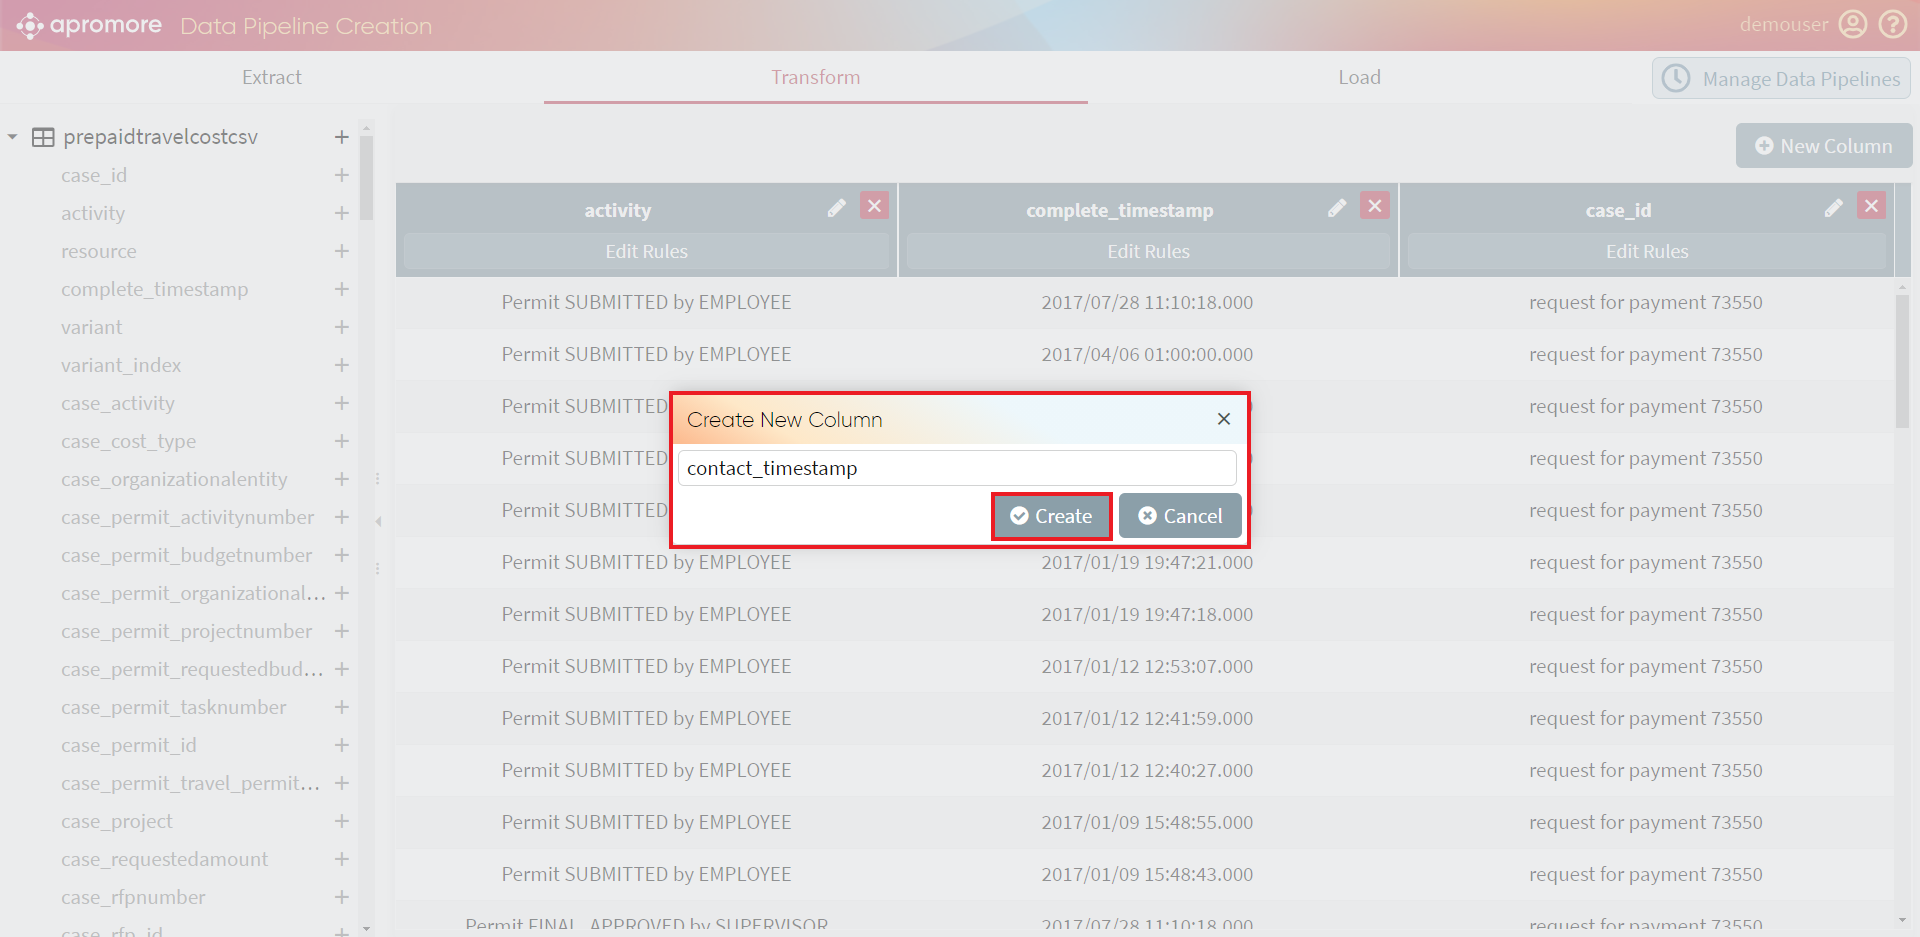 apromore Data Pipeline Creation demouser
Extract Transform Load Manage Data Pipelines
prepaidtravelcostcsv
case_id
activity
resource
complete_timestamp
variant
variant_index
case_activity
case_cost_type
case_organizationalentity
case_permit_activitynumber
case_permit_budgetnumber
case_permit_organizational...
case_permit_projectnumber
case_permit_requestedbud...
case_permit_tasknumber
case_permit_id
case_permit_travel_permit...
case_project
case_requestedamount
case_rfpnumber
case_rfp_id
New Column
activity complete_timestamp case_id
Edit Rules Edit Rules Edit Rules
Permit SUBMITTED by EMPLOYEE 2017/07/28 11:10:18.000 request for payment 73550
Permit SUBMITTED by EMPLOYEE 2017/04/06 01:00:00.000 request for payment 73550
Permit SUBMITTED request for payment 73550
Permit SUBMITTED request for payment 73550
Permit SUBMITTED request for payment 73550
Create New Column
contact_timestamp
Create Cancel
Permit SUBMITTED by EMPLOYEE 2017/01/19 19:47:21.000 request for payment 73550
Permit SUBMITTED by EMPLOYEE 2017/01/19 19:47:18.000 request for payment 73550
Permit SUBMITTED by EMPLOYEE 2017/01/12 12:53:07.000 request for payment 73550
Permit SUBMITTED by EMPLOYEE 2017/01/12 12:41:59.000 request for payment 73550
Permit SUBMITTED by EMPLOYEE 2017/01/12 12:40:27.000 request for payment 73550
Permit SUBMITTED by EMPLOYEE 2017/01/09 15:48:55.000 request for payment 73550
Permit SUBMITTED by EMPLOYEE 2017/01/09 15:48:43.000 request for payment 73550
Permit FINAL_APPROVED by SUPERVISOR 2017/07/28 11:10:18.000 request for payment 73550